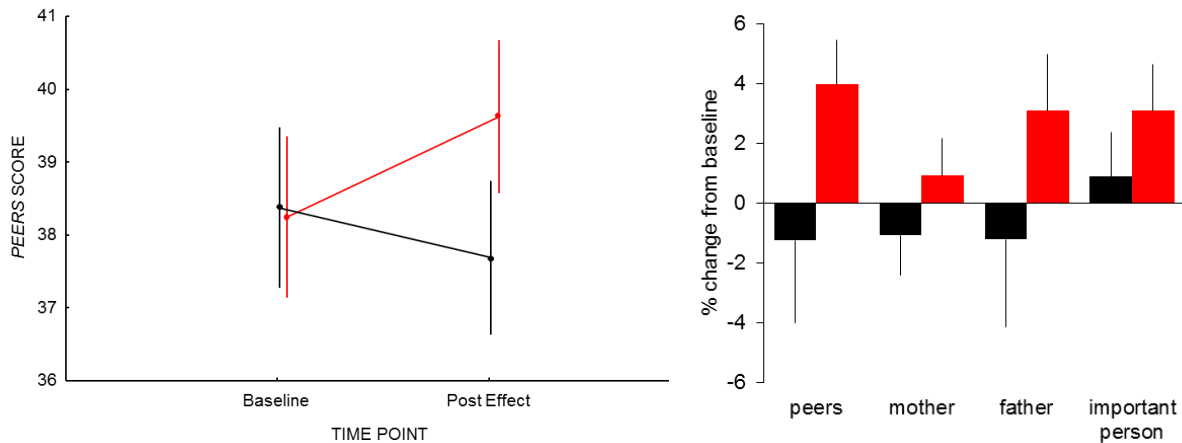 PEERS SCORE
41
40
39
38
37
36
Baseline
Post Effect
TIME POINT
% change from baseline
6
4
2
0
-2
-4
-6
peers
mother
father
important
person